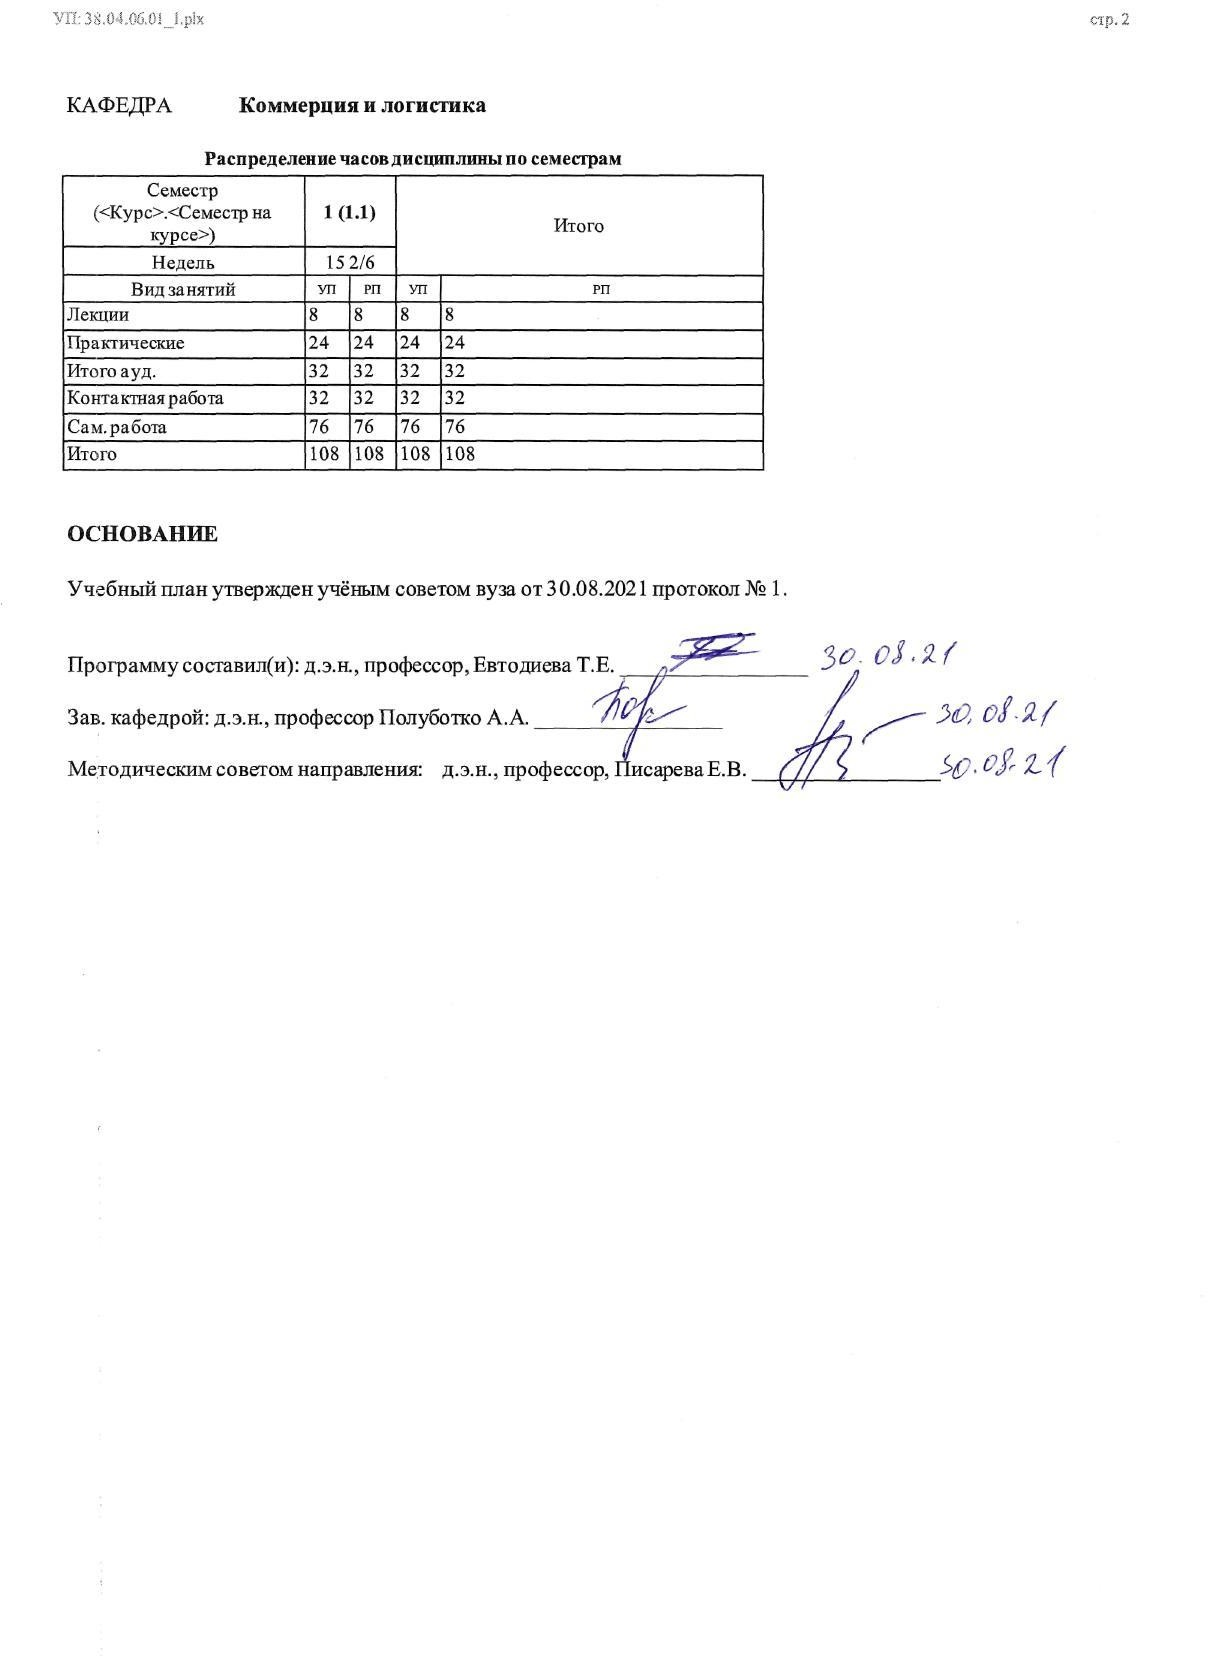 УП: 38.04.06.01_1.plx стр. 2
КАФЕДРА Коммерция и логистика
Распределение часов дисциплины по семестрам
Семестр
(<Курс>.<Семестр на
курсе>)
1 (1.1)
Итого
Недель 15 2/6
Вид занятий УП РП УП РП
Лекции 8 8 8 8
Практические 24 24 24 24
Итого ауд. 32 32 32 32
Контактная работа 32 32 32 32
Сам. работа 76 76 76 76
Итого 108 108 108 108
ОСНОВАНИЕ
Учебный план утвержден учёным советом вуза от 30.08.2021 протокол № 1.
Программу составил(и): д.э.н., профессор, Евтодиева Т.Е. 30.08.21
Зав. кафедрой: д.э.н., профессор Полуботко А.А. 30.08.21
Методическим советом направления: д.э.н., профессор, Писарева Е.В. 30.08.21